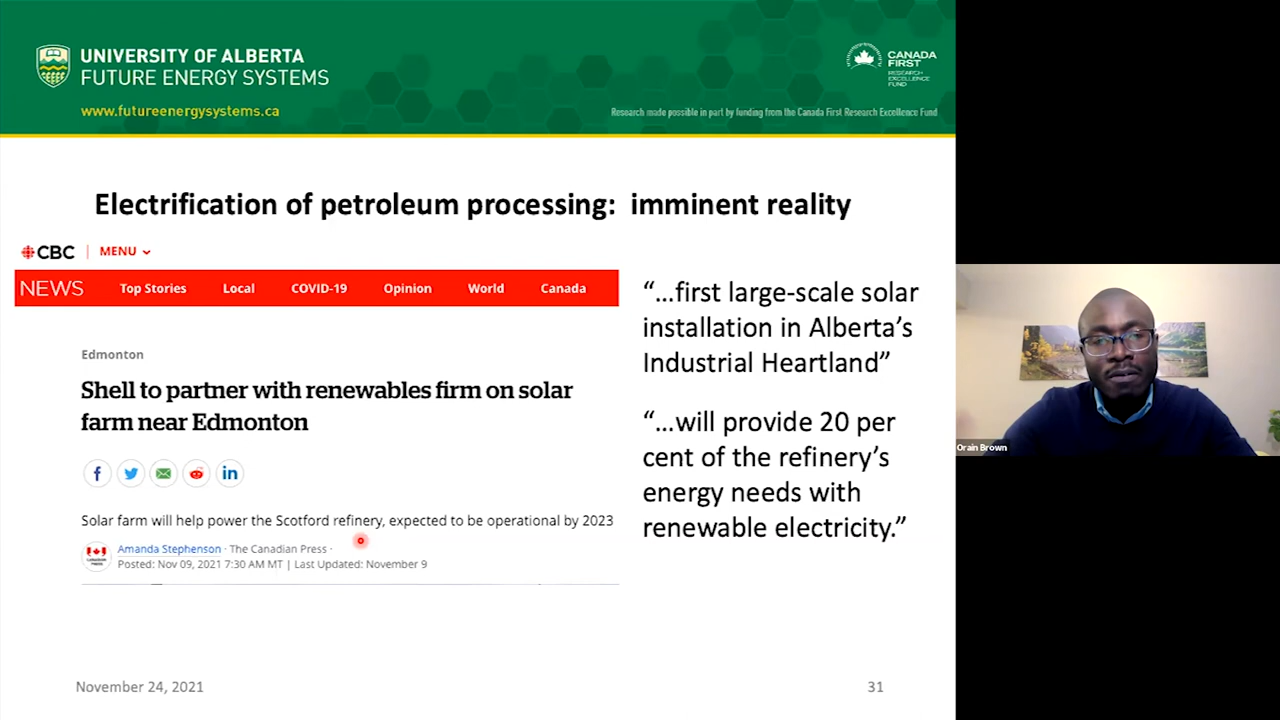 UNIVERSITY OF ALBERTA
FUTURE ENERGY SYSTEMS
www.futureenergysystems.ca
CANADA
FIRST
RESEARCH
EXCELLENCE
FUND
Research made possible in part by funding from the Canada First Research Excellence Fund
Electrification of petroleum processing: imminent reality
CBC | MENU
NEWS Top Stories Local COVID-19 Opinion World Canada
Edmonton
Shell to partner with renewables firm on solar
farm near Edmonton
Solar farm will help power the Scotford refinery, expected to be operational by 2023
Amanda Stephenson · The Canadian Press ·
Posted: Nov 09, 2021 7:30 AM MT | Last Updated: November 9
“…first large-scale solar
installation in Alberta’s
Industrial Heartland”
“…will provide 20 per
cent of the refinery’s
energy needs with
renewable electricity.”
Orain Brown
November 24, 2021
31